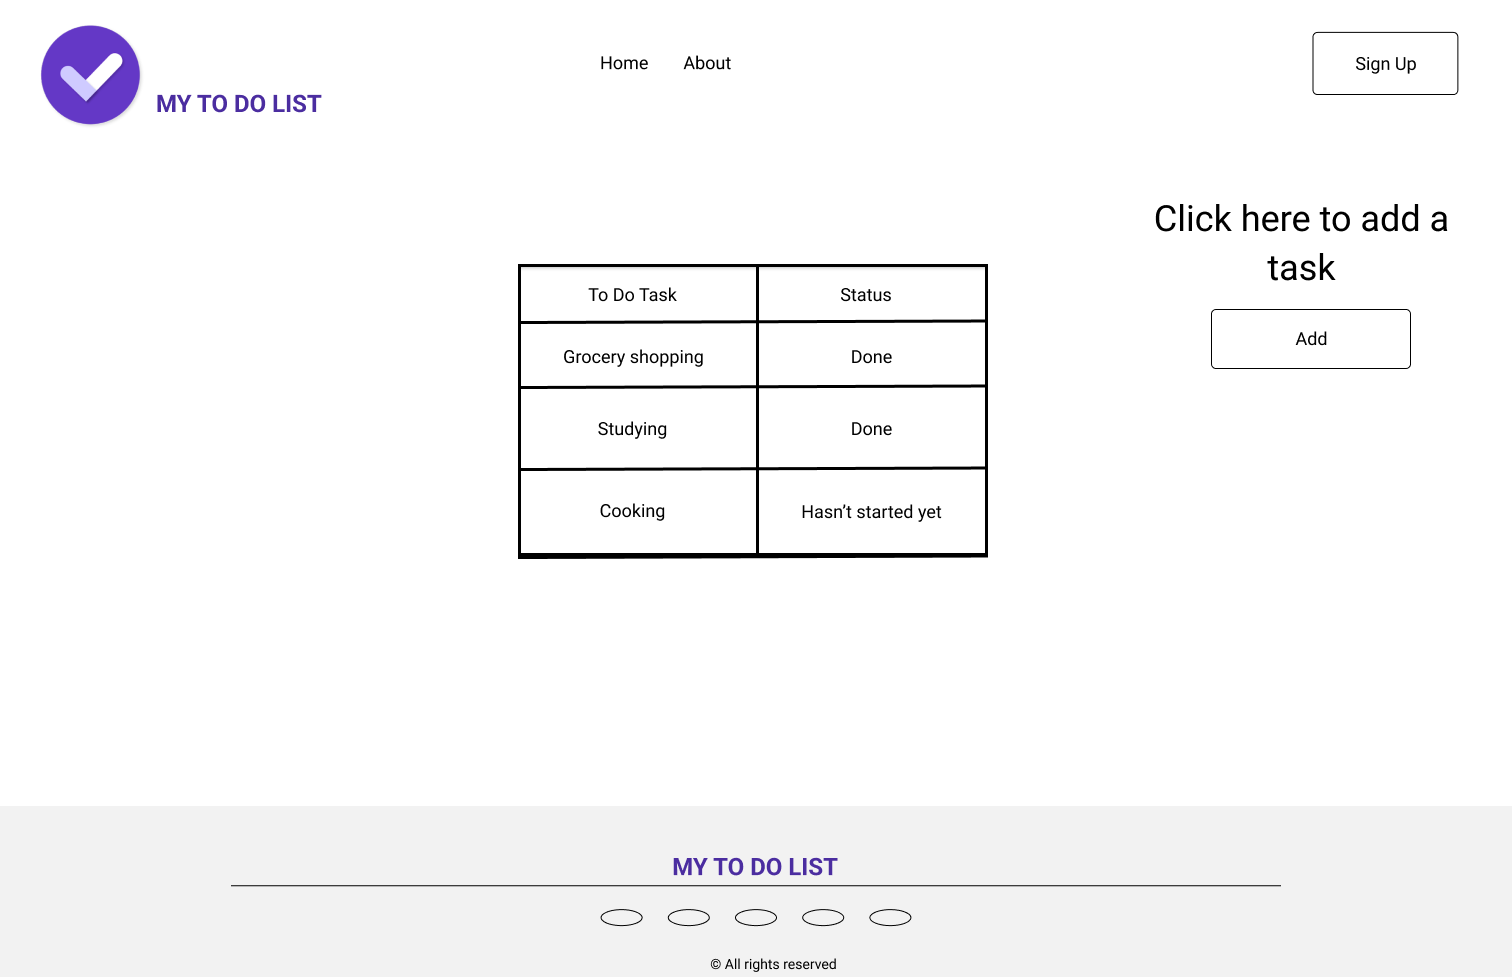 MY TO DO LIST
Home About
Sign Up
Click here to add a
task
Add
To Do Task Status
Grocery shopping Done
Studying Done
Cooking Hasn’t started yet
MY TO DO LIST
© All rights reserved